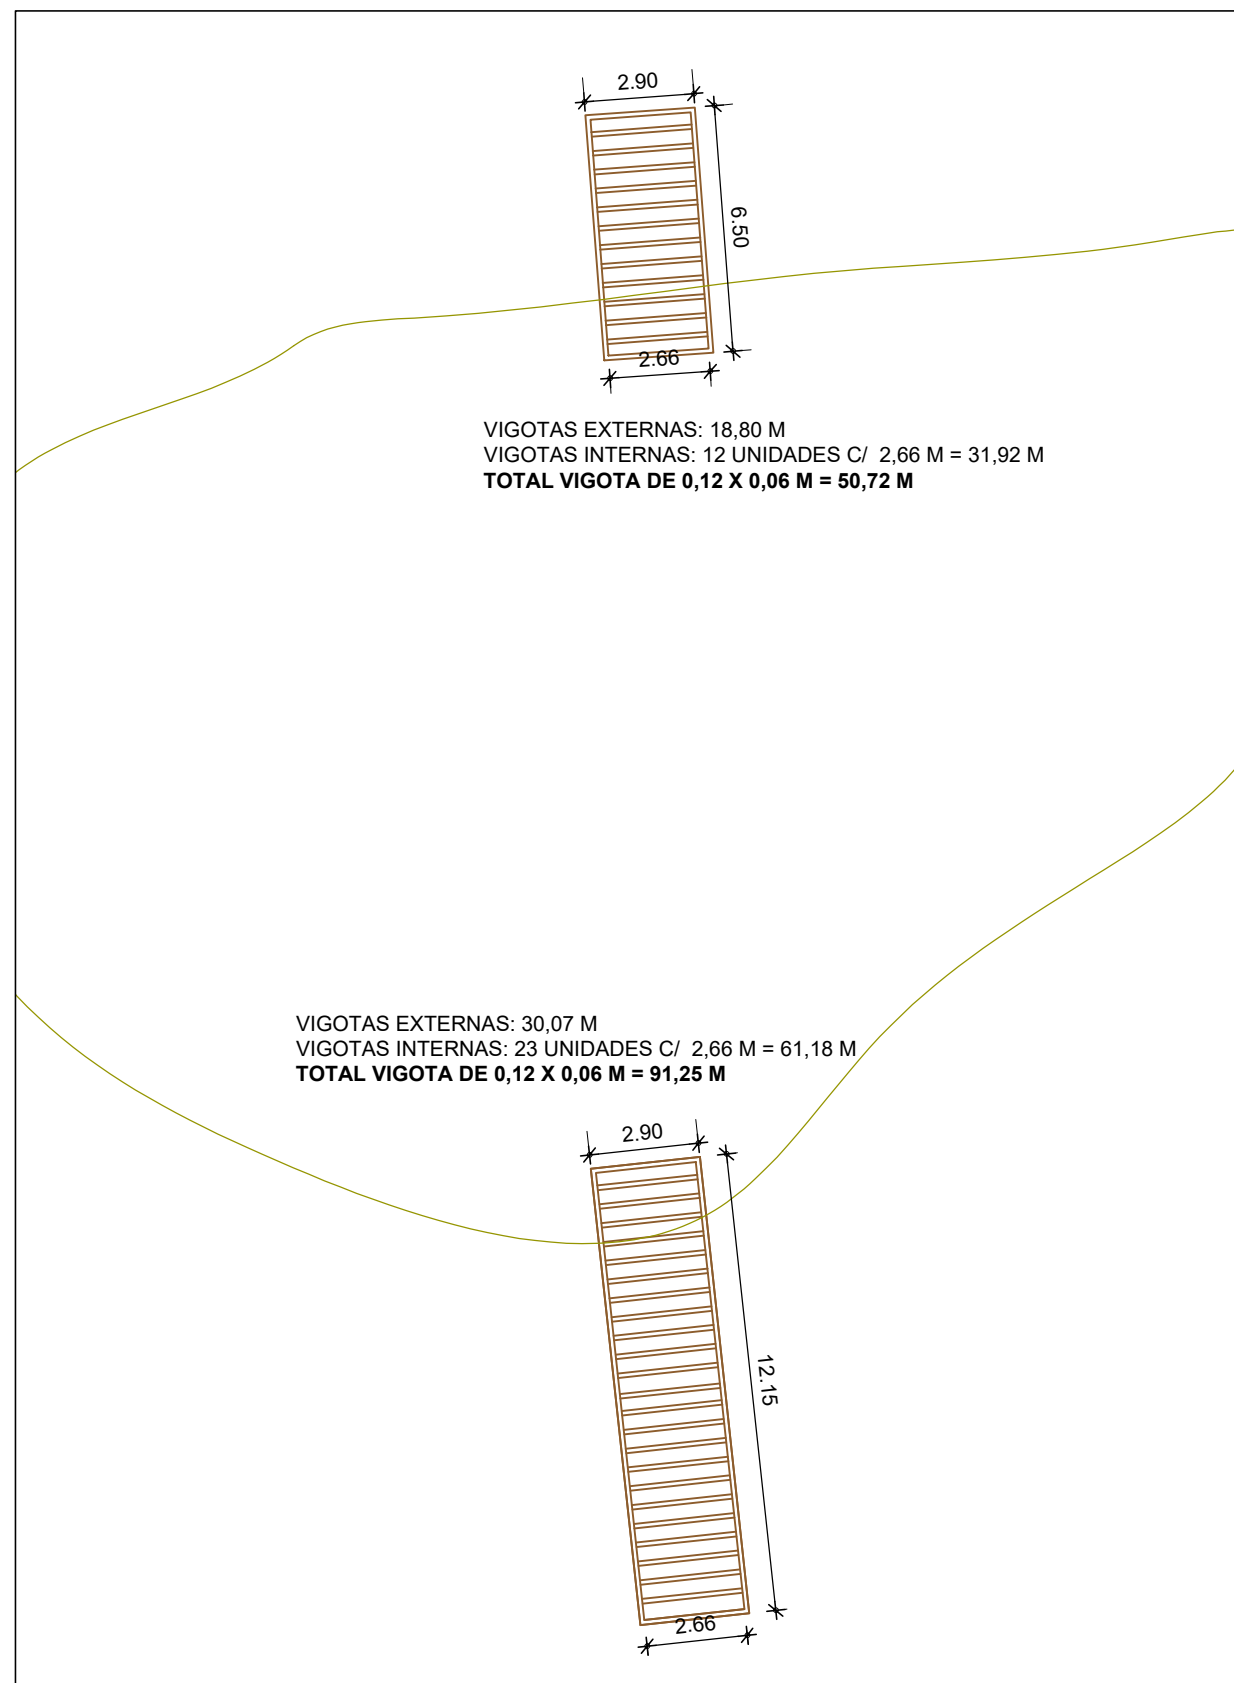 2.90
6.50
2.66
VIGOTAS EXTERNAS: 18,80 M
VIGOTAS INTERNAS: 12 UNIDADES C/  2,66 M = 31,92 M
TOTAL VIGOTA DE 0,12 X 0,06 M = 50,72 M
VIGOTAS EXTERNAS: 30,07 M
VIGOTAS INTERNAS: 23 UNIDADES C/  2,66 M = 61,18 M
TOTAL VIGOTA DE 0,12 X 0,06 M = 91,25 M
2.90
12.15
2.66